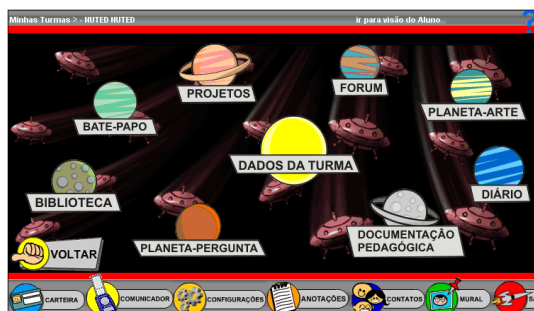 Minhas Turmas > - NUTED NUTED
ir para visão do Aluno
?
PROJETOS
FORUM
PLANETA-ARTE
BATE-PAPO
DADOS DA TURMA
BIBLIOTECA
DIÁRIO
PLANETA-PERGUNTA
DOCUMENTAÇÃO
PEDAGÓGICA
VOLTAR
CARTEIRA
COMUNICADOR
CONFIGURAÇÕES
ANOTAÇÕES
CONTATOS
MURAL